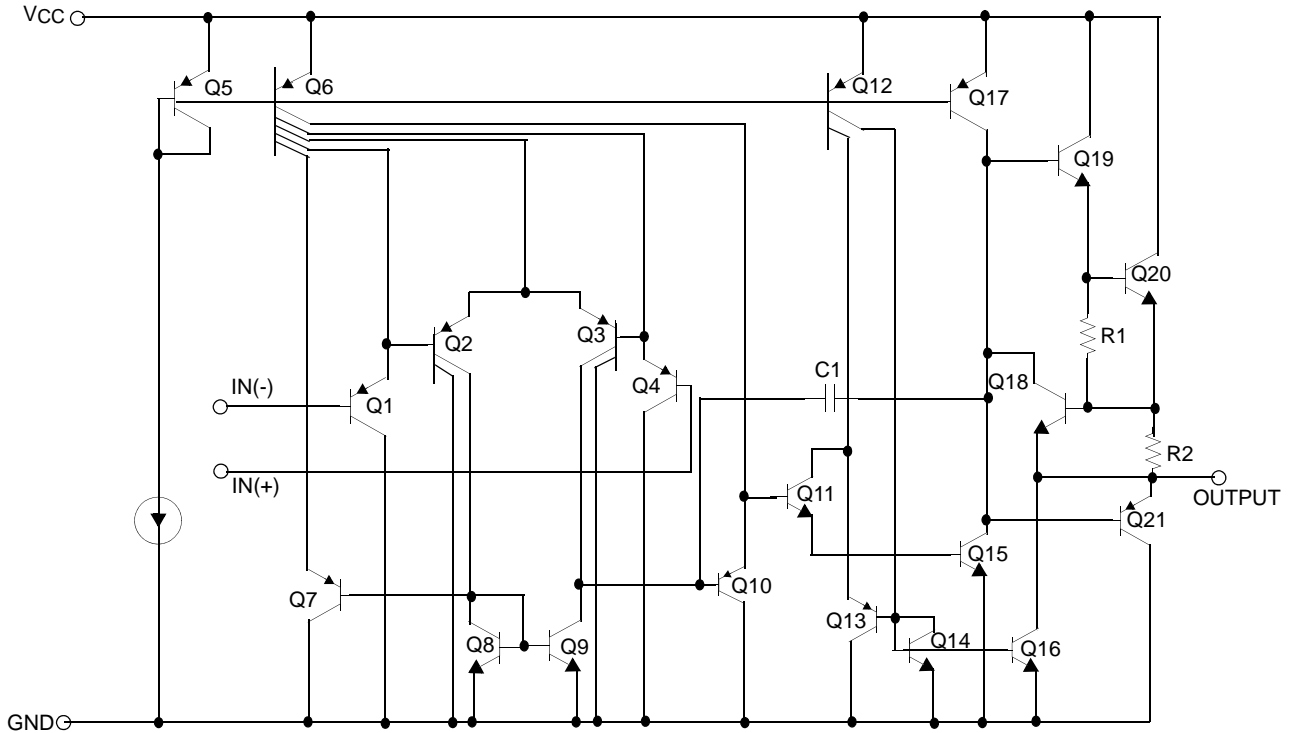 VCC
Q5
Q6
Q12
Q17
Q19
Q20
Q2
Q3
R1
Q4
C1
Q18
IN(-)
Q1
R2
IN(+)
Q11
OUTPUT
Q21
Q15
Q7
Q10
Q13
Q8
Q9
Q14
Q16
GND